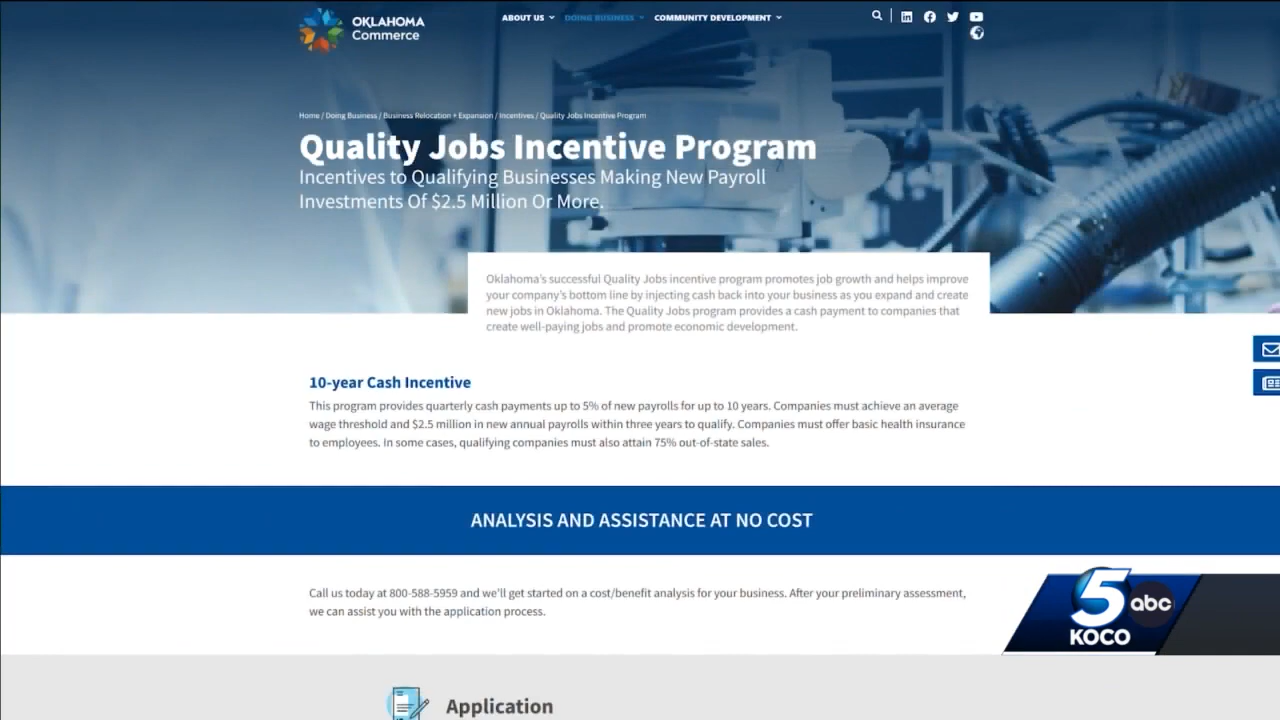 OKLAHOMA
Commerce
ABOUT US
DOING BUSINESS
COMMUNITY DEVELOPMENT
Home / Doing Business / Business Relocation + Expansion / Incentives / Quality Jobs Incentive Program
Quality Jobs Incentive Program
Incentives to Qualifying Businesses Making New Payroll
Investments Of $2.5 Million Or More.
Oklahoma's successful Quality Jobs incentive program promotes job growth and helps improve
your company's bottom line by injecting cash back into your business as you expand and create
new jobs in Oklahoma. The Quality Jobs program provides a cash payment to companies that
create well-paying jobs and promote economic development.
10-year Cash Incentive
This program provides quarterly cash payments up to 5% of new payrolls for up to 10 years. Companies must achieve an average
wage threshold and $2.5 million in new annual payrolls within three years to qualify. Companies must offer basic health insurance
to employees. In some cases, qualifying companies must also attain 75% out-of-state sales.
ANALYSIS AND ASSISTANCE AT NO COST
Call us today at 800-588-5959 and we'll get started on a cost/benefit analysis for your business. After your preliminary assessment,
we can assist you with the application process.
5 abc
KOCO
Application